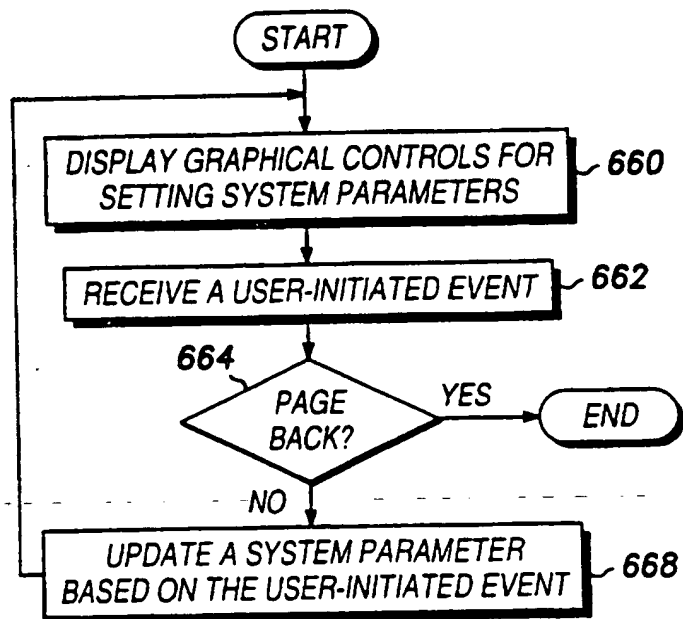 START
DISPLAY GRAPHICAL CONTROLS FOR
SETTING SYSTEM PARAMETERS
660
RECEIVE A USER-INITIATED EVENT
662
664
PAGE
BACK?
YES
END
NO
UPDATE A SYSTEM PARAMETER
BASED ON THE USER-INITIATED EVENT
668